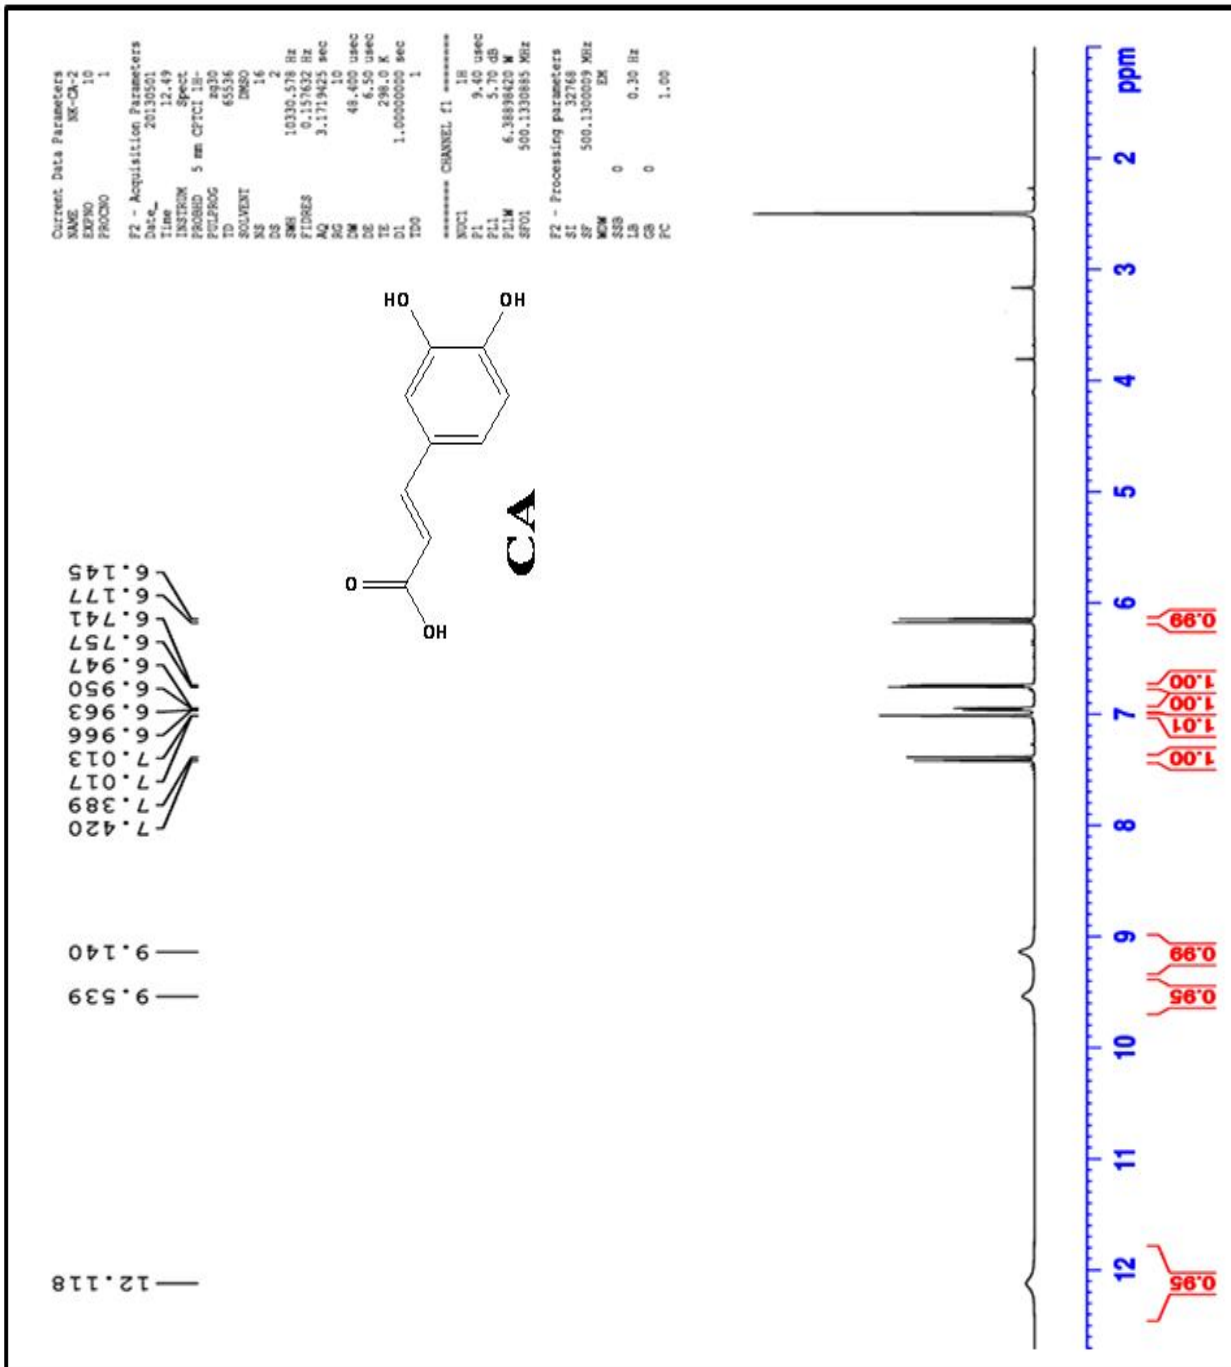 Current Data Parameters
NAME NK-CA-2
EXPNO 10
PROCNO 1
F2 - Acquisition Parameters
Date_ 20130501
Time 12.49
INSTRUM Spect
PROBHD 5 mm CPTCI 1H-
PULPROG zg30
TD 65536
SOLVENT DMSO
NS 16
DS 2
SWH 10330.578 Hz
FIDRES 0.157632 Hz
AQ 3.1719425 sec
RG 10
DW 48.400 usec
DE 6.50 usec
TE 298.0 K
D1 1.00000000 sec
TD0 1
======== CHANNEL f1 ========
NUC1 1H
P1 9.40 usec
PL1 5.70 dB
PL1W 6.38898420 W
SFO1 500.1330885 MHz
F2 - Processing parameters
SI 32768
SF 500.1300009 MHz
WDW EM
SSB 0
LB 0.30 Hz
GB 0
PC 1.00
HO
OH
O
OH
CA
6.145
6.177
6.741
6.757
6.947
6.950
6.963
6.966
7.013
7.017
7.389
7.420
9.140
9.539
12.118
ppm
2
3
4
5
6
7
8
9
10
11
12
0.99
1.00
1.00
1.01
1.00
0.99
0.95
0.95